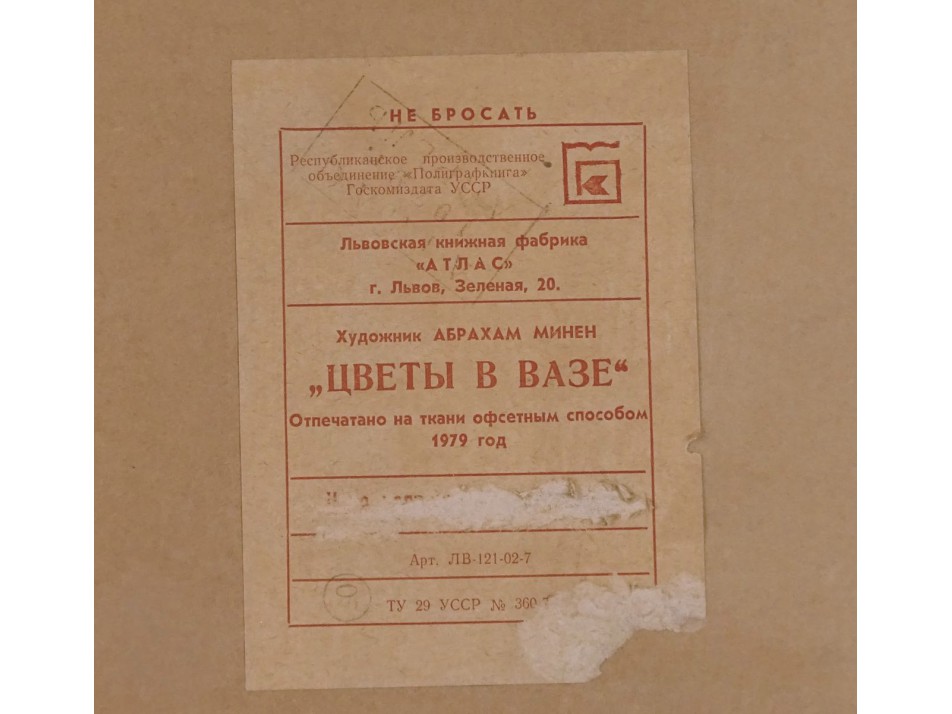 НЕ БРОСАТЬ
Республиканское производственное
объединение «Полиграфкнига»
Госкомиздата УССР
Львовская книжная фабрика
«АТЛАС»
г. Львов, Зеленая, 20.
Художник АБРАХАМ МИНЕН
„ЦВЕТЫ В ВАЗЕ“
Отпечатано на ткани офсетным способом
1979 год
Арт. ЛВ-121-02-7
ТУ 29 УССР №